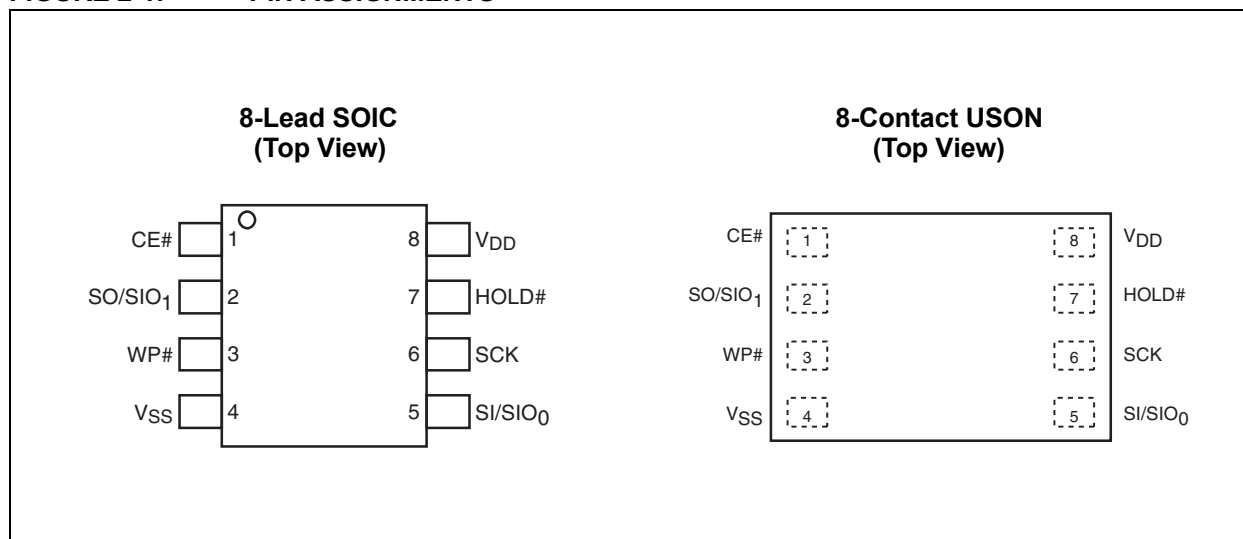 8-Lead SOIC
(Top View)
CE# 1 8 VDD
SO/SIO1 2 7 HOLD#
WP# 3 6 SCK
VSS 4 5 SI/SIO0
8-Contact USON
(Top View)
CE# 1 8 VDD
SO/SIO1 2 7 HOLD#
WP# 3 6 SCK
VSS 4 5 SI/SIO0